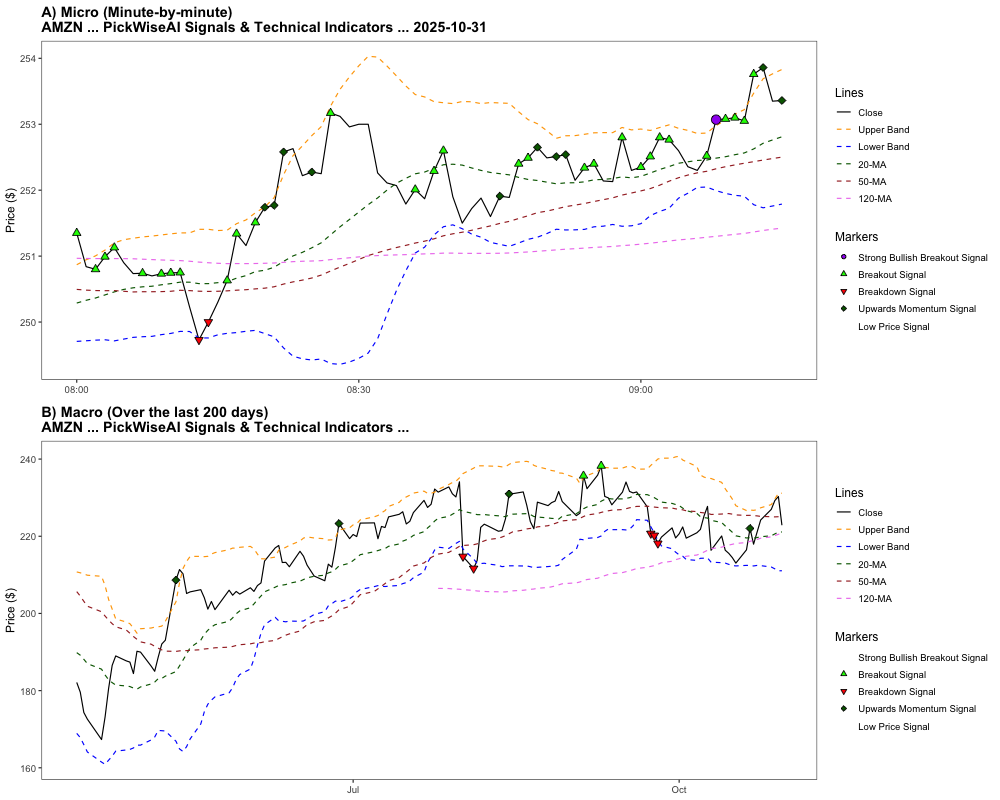 A) Micro (Minute-by-minute)
AMZN ... PickWiseAI Signals & Technical Indicators ... 2025-10-31
Price ($)
254
253
252
251
250
08:00
08:30
09:00
Lines
Close
Upper Band
Lower Band
20-MA
50-MA
120-MA
Markers
Strong Bullish Breakout Signal
Breakout Signal
Breakdown Signal
Upwards Momentum Signal
Low Price Signal
B) Macro (Over the last 200 days)
AMZN ... PickWiseAI Signals & Technical Indicators ...
Price ($)
240
220
200
180
160
Jul
Oct
Lines
Close
Upper Band
Lower Band
20-MA
50-MA
120-MA
Markers
Strong Bullish Breakout Signal
Breakout Signal
Breakdown Signal
Upwards Momentum Signal
Low Price Signal